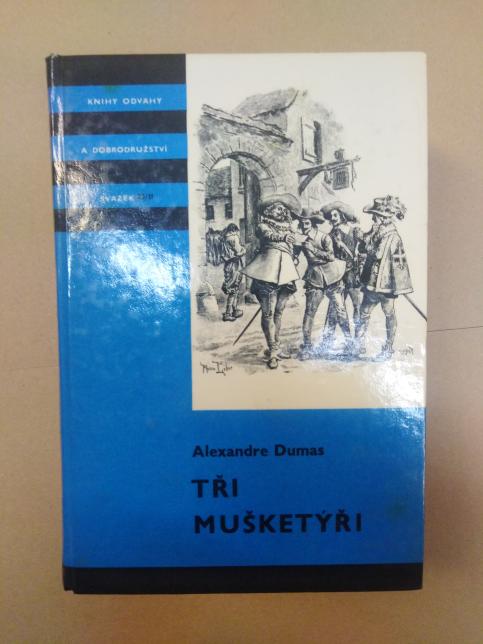 KNIHY ODVAHY
A DOBRODRUŽSTVÍ
SVAZEK
Alexandre Dumas
TŘI
MUŠKETÝŘI